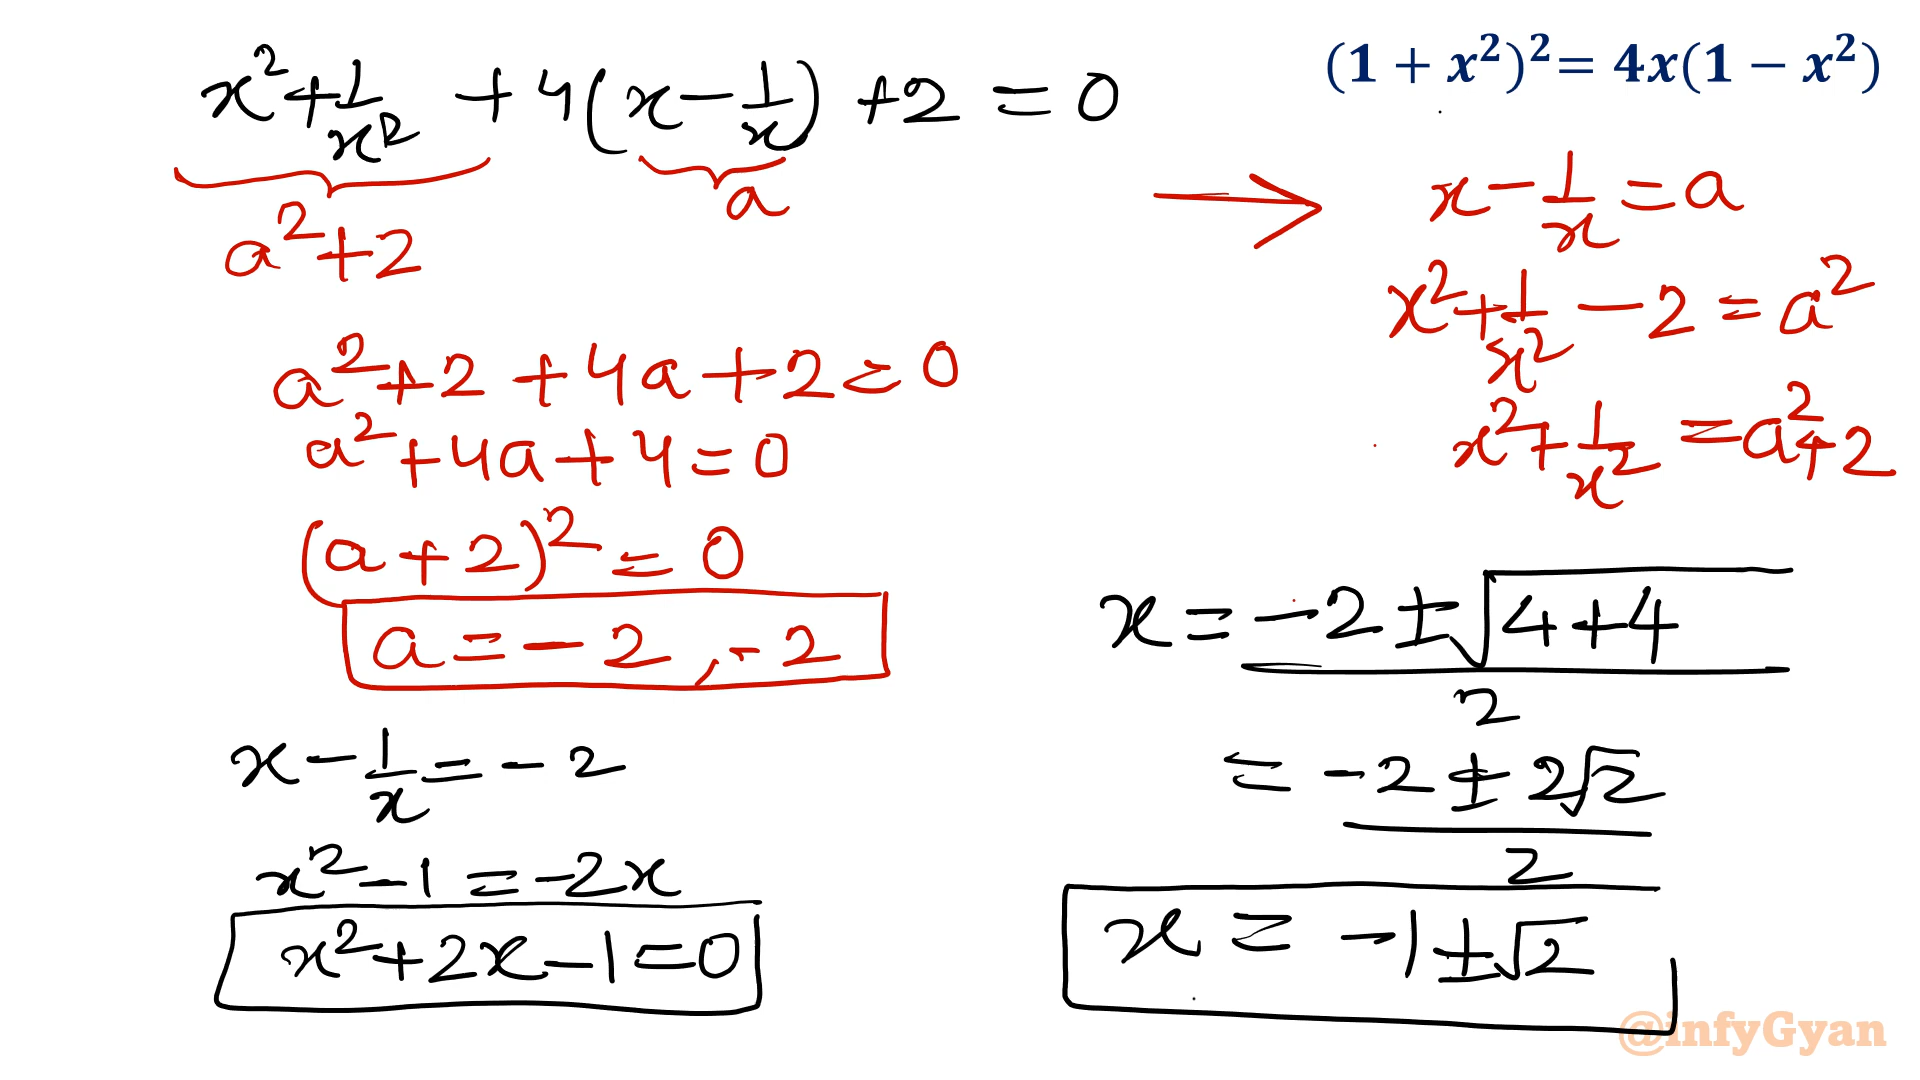 (1 + x²)² = 4x(1 − x²)
x² + 1/x² + 4(x − 1/x) + 2 = 0
a² + 2
a
a² + 2 + 4a + 2 = 0
a² + 4a + 4 = 0
(a + 2)² = 0
a = −2, −2
x − 1/x = −2
x² − 1 = −2x
x² + 2x − 1 = 0
→ x − 1/x = a
x² + 1/x² − 2 = a²
x² + 1/x² = a² + 2
x = (−2 ± √(4 + 4))/2
= (−2 ± 2√2)/2
x = −1 ± √2
@infyGyan